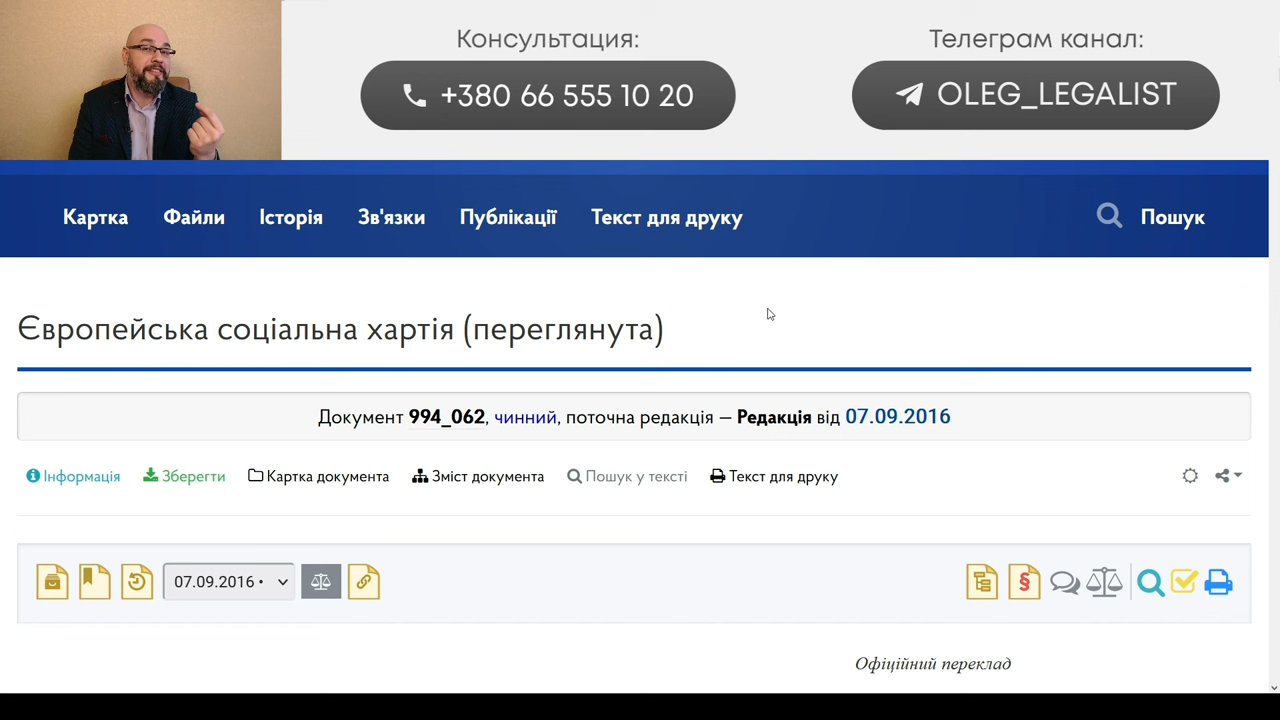 Консультация:
Телеграм канал:
+380 66 555 10 20
OLEG_LEGALIST
Картка Файли Історія Зв'язки Публікації Текст для друку Пошук
Європейська соціальна хартія (переглянута)
Документ 994_062, чинний, поточна редакція — Редакція від 07.09.2016
Інформація Зберегти Картка документа Зміст документа Пошук у тексті Текст для друку
07.09.2016 •
Офіційний переклад